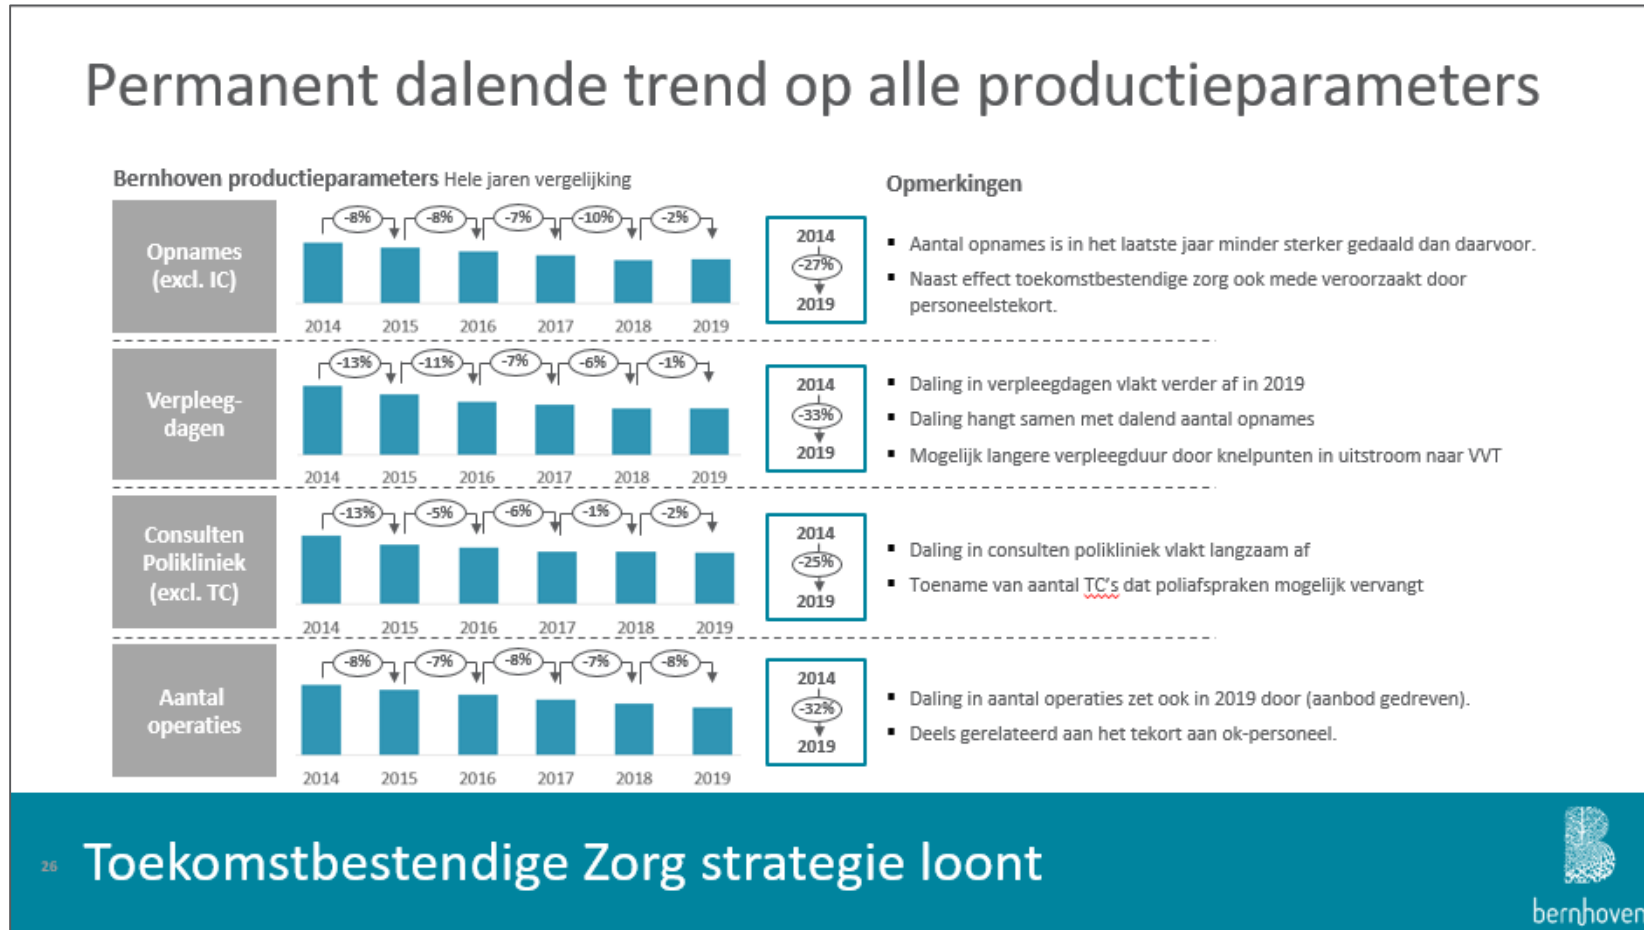 Permanent dalende trend op alle productieparameters
Bernhoven productieparameters Hele jaren vergelijking
Opmerkingen
Opnames
(excl. IC)
-8% -8% -7% -10% -2%
2014 2015 2016 2017 2018 2019
2014
-27%
2019
▪ Aantal opnames is in het laatste jaar minder sterker gedaald dan daarvoor.
▪ Naast effect toekomstbestendige zorg ook mede veroorzaakt door
personeelstekort.
Verpleeg-
dagen
-13% -11% -7% -6% -1%
2014 2015 2016 2017 2018 2019
2014
-33%
2019
▪ Daling in verpleegdagen vlakt verder af in 2019
▪ Daling hangt samen met dalend aantal opnames
▪ Mogelijk langere verpleegduur door knelpunten in uitstroom naar VVT
Consulten
Polikliniek
(excl. TC)
-13% -5% -6% -1% -2%
2014 2015 2016 2017 2018 2019
2014
-25%
2019
▪ Daling in consulten polikliniek vlakt langzaam af
▪ Toename van aantal TC's dat poliafspraken mogelijk vervangt
Aantal
operaties
-8% -7% -8% -7% -8%
2014 2015 2016 2017 2018 2019
2014
-32%
2019
▪ Daling in aantal operaties zet ook in 2019 door (aanbod gedreven).
▪ Deels gerelateerd aan het tekort aan ok-personeel.
26
Toekomstbestendige Zorg strategie loont
bernhoven